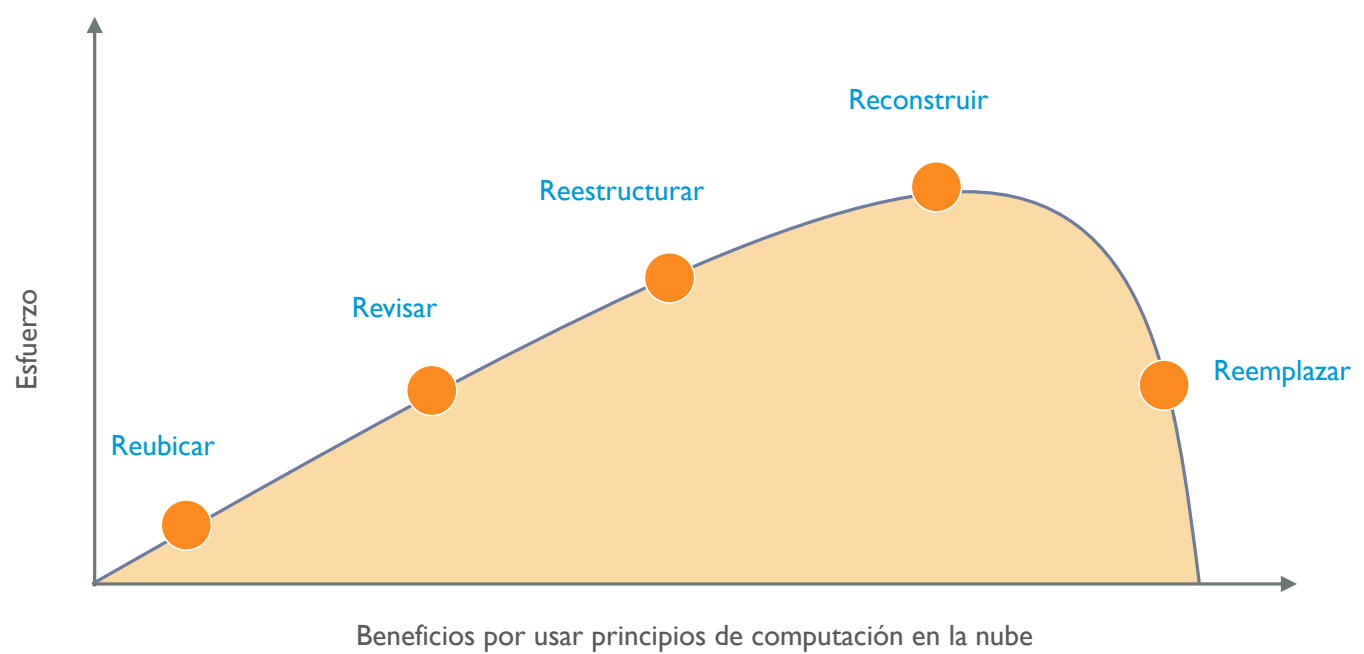 Reconstruir
Reestructurar
Revisar
Esfuerzo
Reemplazar
Reubicar
Beneficios por usar principios de computación en la nube